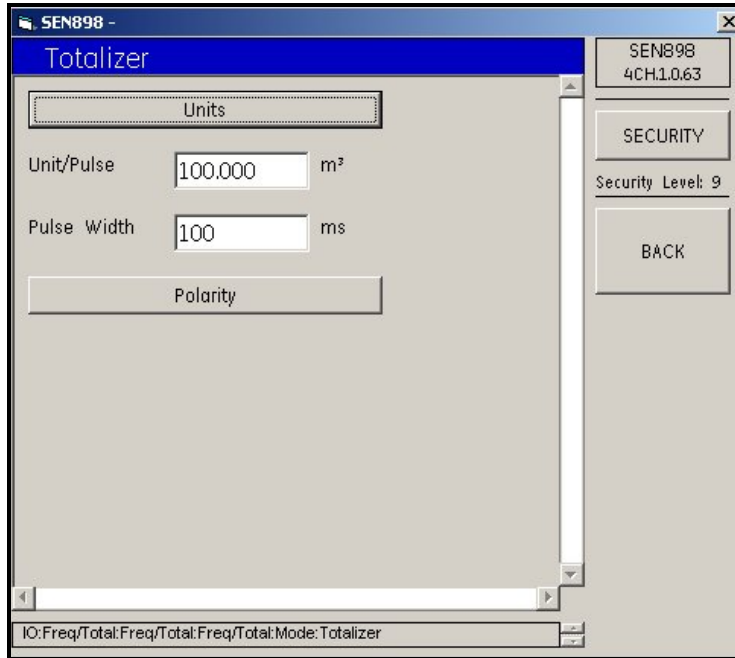 SEN898 -
Totalizer
Units
Unit/Pulse 100.000 m³
Pulse Width 100 ms
Polarity
SEN898
4CH.1.0.63
SECURITY
Security Level: 9
BACK
IO:Freq/Total:Freq/Total:Freq/Total:Mode:Totalizer